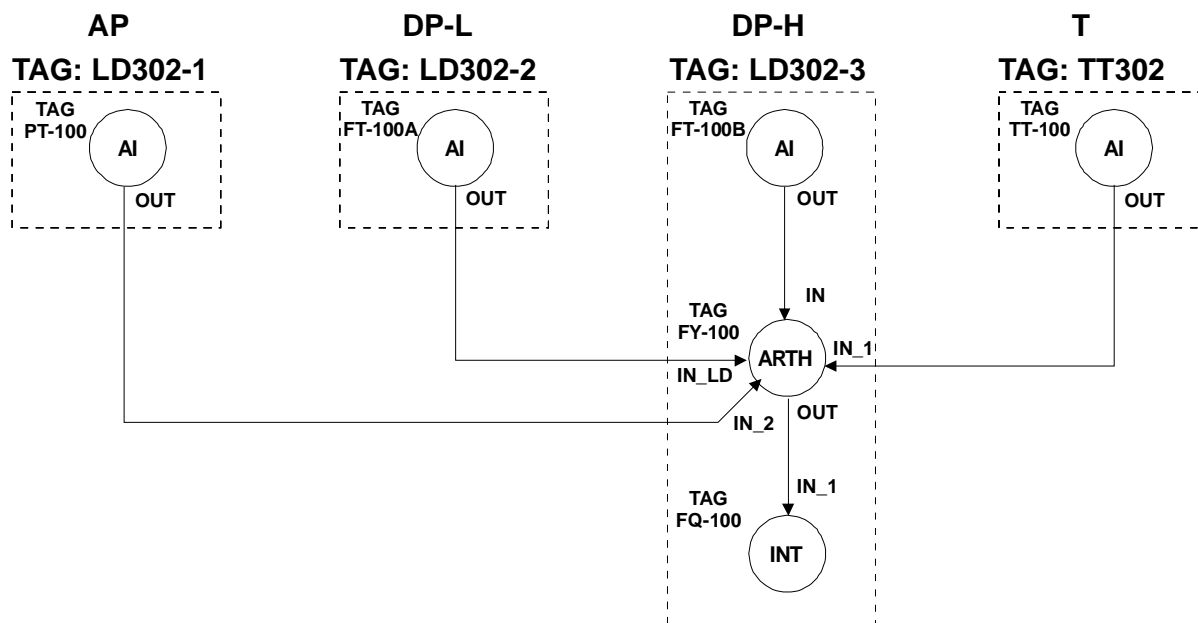 AP
TAG: LD302-1
TAG
PT-100
AI
OUT
DP-L
TAG: LD302-2
TAG
FT-100A
AI
OUT
DP-H
TAG: LD302-3
TAG
FT-100B
AI
OUT
IN
TAG
FY-100
ARTH
IN_LD
IN_2
OUT
IN_1
TAG
FQ-100
INT
T
TAG: TT302
TAG
TT-100
AI
OUT
IN_1